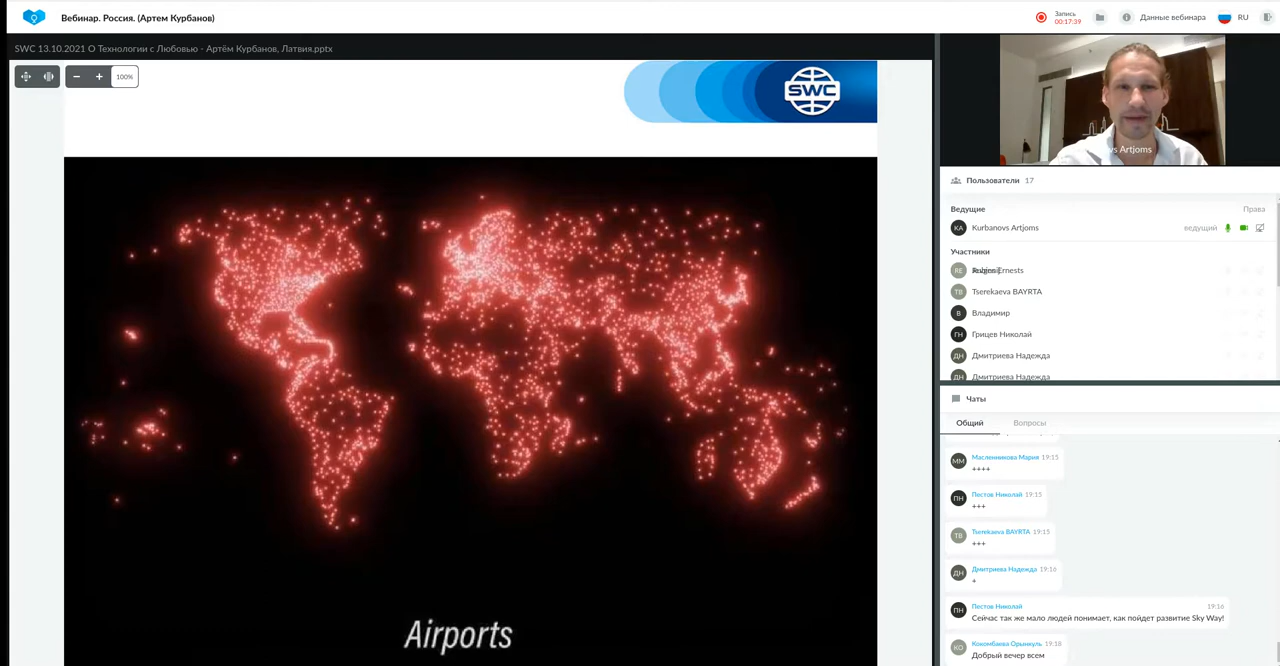 Вебинар. Россия. (Артем Курбанов)
Запись
00:17:39
Данные вебинара
RU
SWC 13.10.2021 О Технологии с Любовью - Артём Курбанов, Латвия.pptx
100%
SWC
Airports
vs Artjoms
Пользователи 17
Ведущие
Права
KA
Kurbanovs Artjoms
ведущий
Участники
RE
Ernests
TB
Tserekaeva BAYRTA
В
Владимир
ГН
Грицев Николай
ДН
Дмитриева Надежда
ДН
Дмитриева Надежда
Чаты
Общий
Вопросы
ММ
Масленникова Мария 19:15
++++
ПН
Пестов Николай 19:15
+++
TB
Tserekaeva BAYRTA 19:15
+++
ДН
Дмитриева Надежда 19:16
+
ПН
Пестов Николай 19:16
Сейчас так же мало людей понимает, как пойдет развитие Sky Way!
КО
Кокомбаева Орынкуль 19:18
Добрый вечер всем